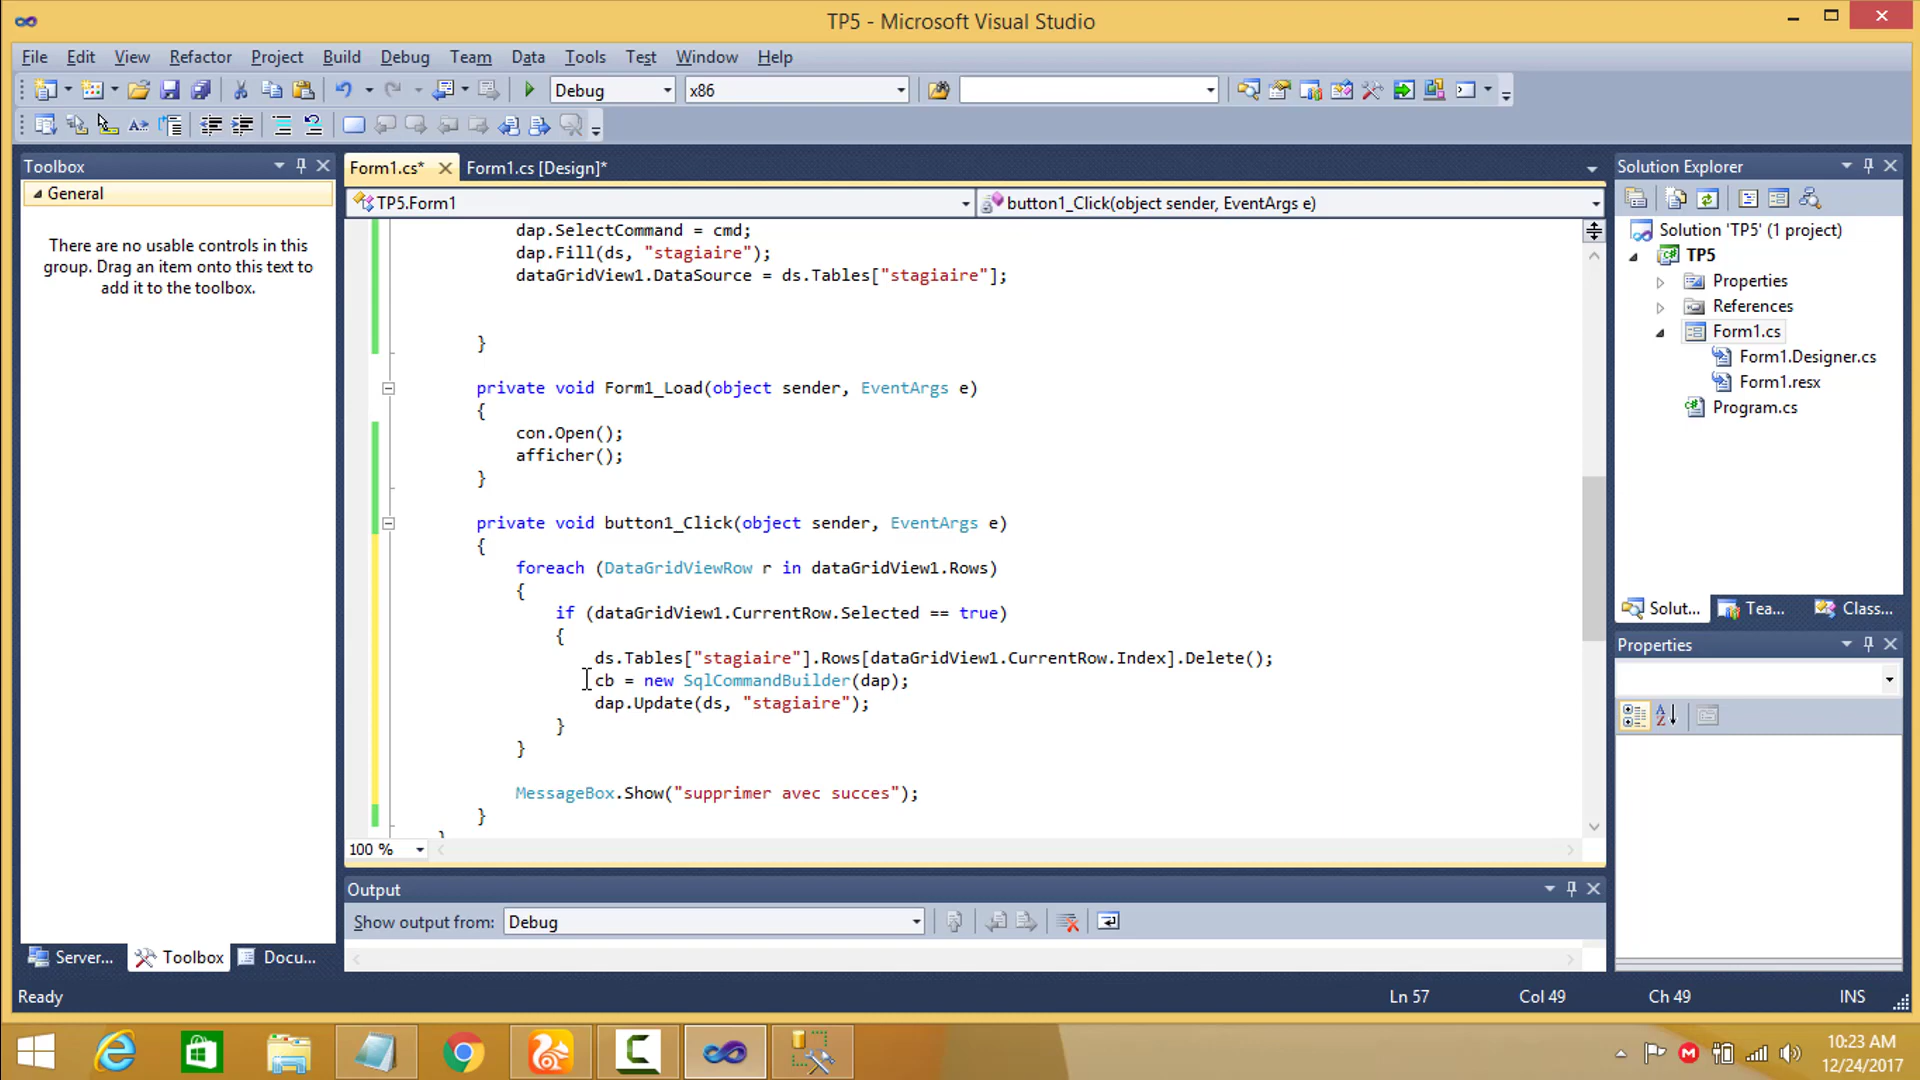 TP5 - Microsoft Visual Studio
File Edit View Refactor Project Build Debug Team Data Tools Test Window Help
Debug x86
Toolbox
General
There are no usable controls in this
group. Drag an item onto this text to
add it to the toolbox.
Server... Toolbox Docu...
Form1.cs* Form1.cs [Design]*
TP5.Form1 button1_Click(object sender, EventArgs e)
dap.SelectCommand = cmd;
dap.Fill(ds, "stagiaire");
dataGridView1.DataSource = ds.Tables["stagiaire"];
}
private void Form1_Load(object sender, EventArgs e)
{
con.Open();
afficher();
}
private void button1_Click(object sender, EventArgs e)
{
foreach (DataGridViewRow r in dataGridView1.Rows)
{
if (dataGridView1.CurrentRow.Selected == true)
{
ds.Tables["stagiaire"].Rows[dataGridView1.CurrentRow.Index].Delete();
cb = new SqlCommandBuilder(dap);
dap.Update(ds, "stagiaire");
}
}
MessageBox.Show("supprimer avec succes");
}
100 %
Output
Show output from: Debug
Solution Explorer
Solution 'TP5' (1 project)
TP5
Properties
References
Form1.cs
Form1.Designer.cs
Form1.resx
Program.cs
Solut... Tea... Class...
Properties
Ready Ln 57 Col 49 Ch 49 INS
10:23 AM
12/24/2017